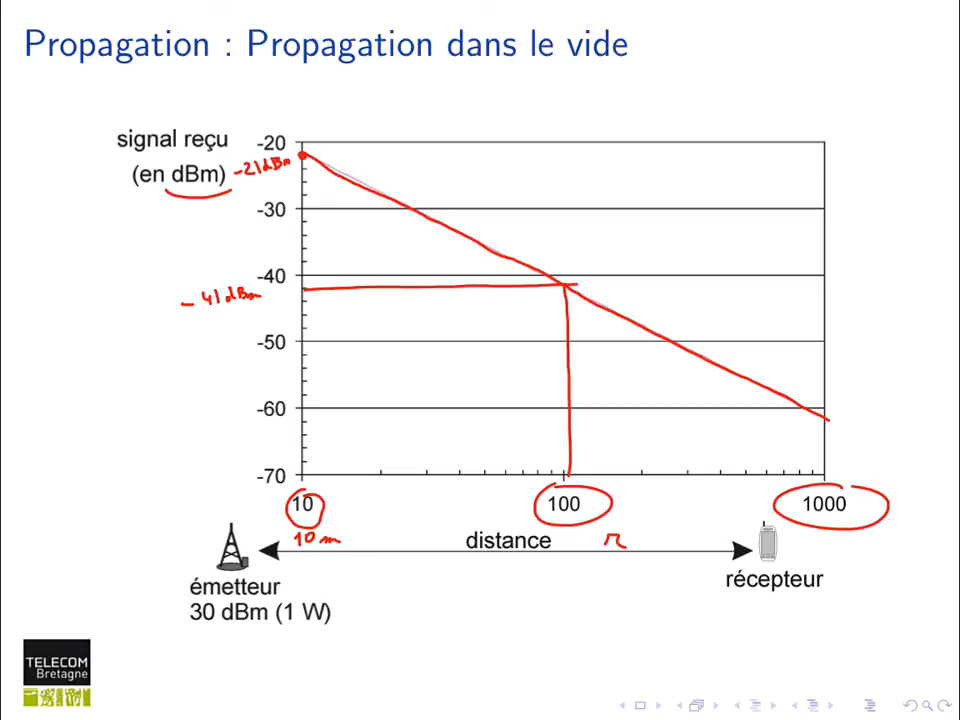 Propagation : Propagation dans le vide
signal reçu
(en dBm)
-21dBm
-20
-30
-40
-41dBm
-50
-60
-70
10
100
1000
10 m
distance
r
émetteur
30 dBm (1 W)
récepteur
TELECOM
Bretagne